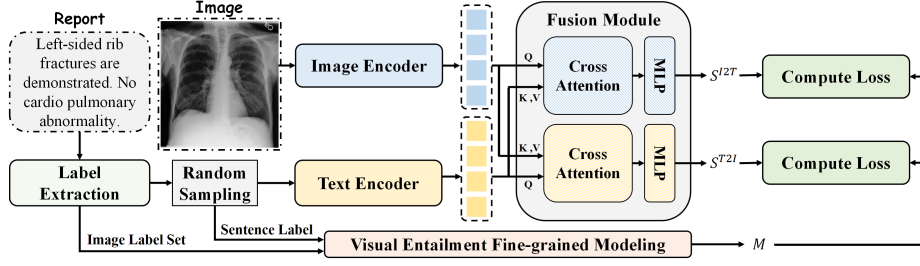 Report
Image
Left-sided rib
fractures are
demonstrated. No
cardio pulmonary
abnormality.
Image Encoder
Fusion Module
Q
K ,V
Cross
Attention
MLP
S^{I2T}
Compute Loss
Label
Extraction
Random
Sampling
Text Encoder
K ,V
Q
Cross
Attention
MLP
S^{T2I}
Compute Loss
Sentence Label
Image Label Set
Visual Entailment Fine-grained Modeling
M